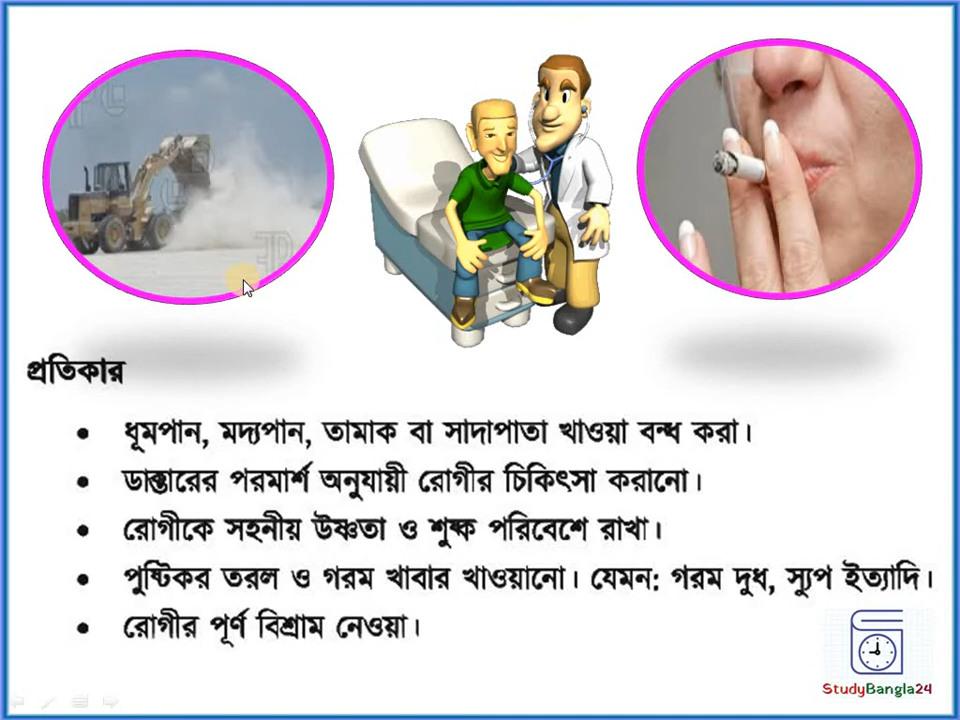 প্রতিকার
• ধূমপান, মদ্যপান, তামাক বা সাদাপাতা খাওয়া বন্ধ করা।
• ডাক্তারের পরমার্শ অনুযায়ী রোগীর চিকিৎসা করানো।
• রোগীকে সহনীয় উষ্ণতা ও শুষ্ক পরিবেশে রাখা।
• পুষ্টিকর তরল ও গরম খাবার খাওয়ানো। যেমন: গরম দুধ, স্যুপ ইত্যাদি।
• রোগীর পূর্ণ বিশ্রাম নেওয়া।
StudyBangla24